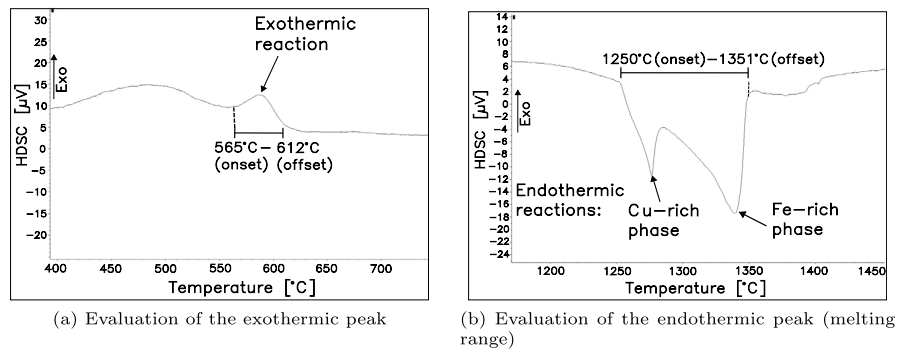 30
25
20
15
10
5
0
−5
−10
−15
−20
HDSC [μV]
Exo
Exothermic
reaction
565°C−612°C
(onset) (offset)
400 450 500 550 600 650 700
Temperature [°C]
(a) Evaluation of the exothermic peak
14
12
10
8
6
4
2
0
−2
−4
−6
−8
−10
−12
−14
−16
−18
−20
−22
−24
HDSC [μV]
Exo
1250°C(onset)−1351°C(offset)
Endothermic
reactions:
Cu−rich
phase
Fe−rich
phase
1200 1250 1300 1350 1400 1450
Temperature [°C]
(b) Evaluation of the endothermic peak (melting
range)